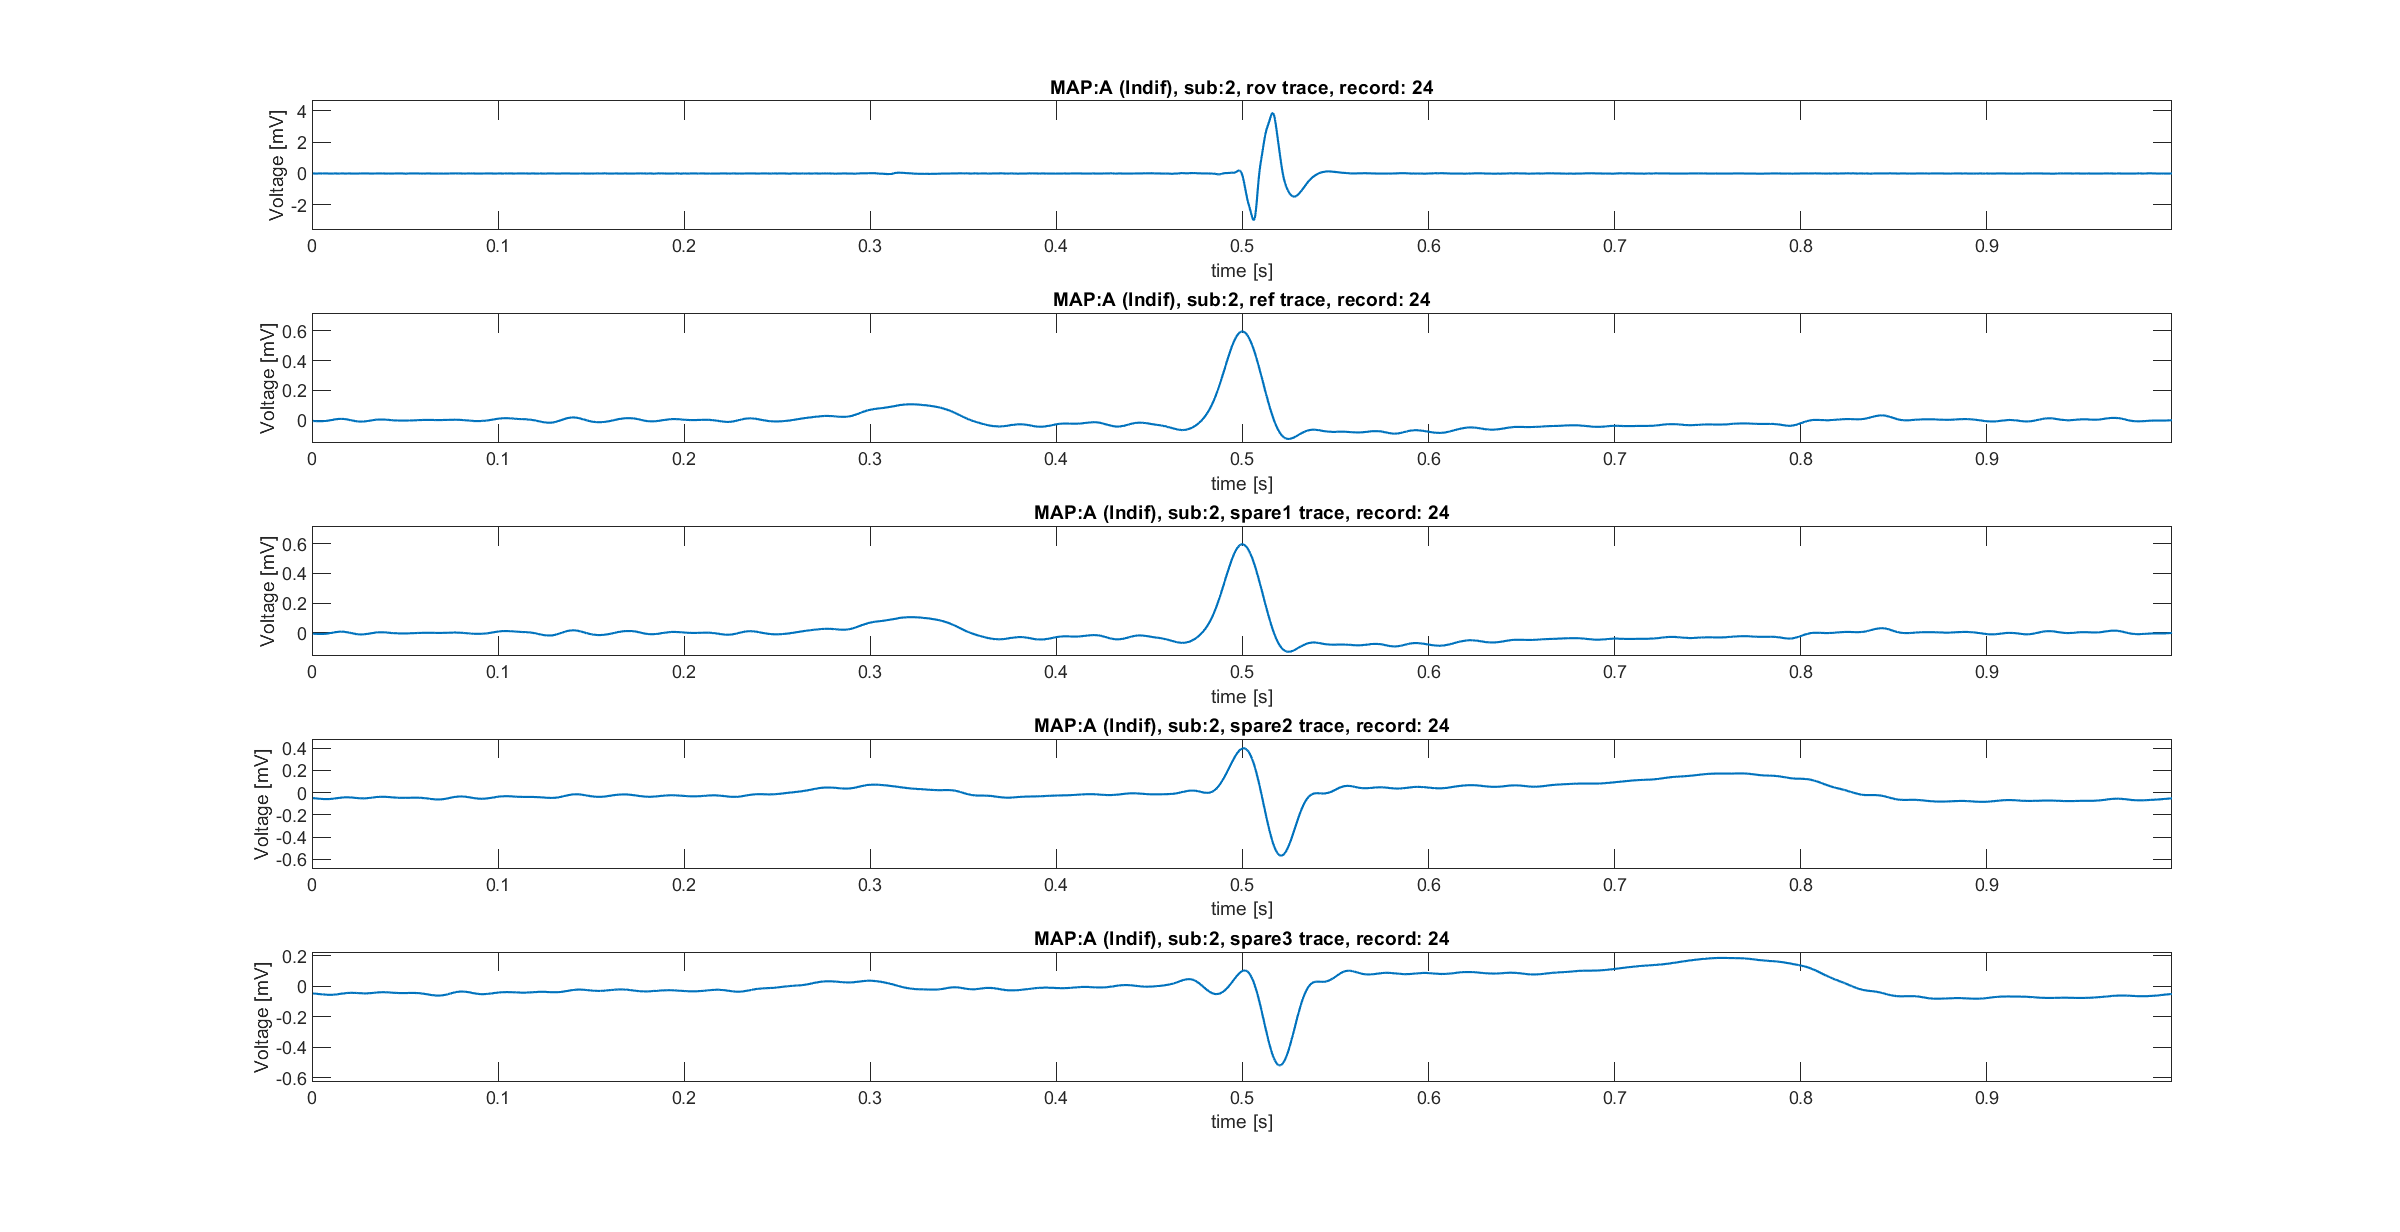 MAP:A (Indif), sub:2, rov trace, record: 24
Voltage [mV]
4
2
0
-2
0 0.1 0.2 0.3 0.4 0.5 0.6 0.7 0.8 0.9
time [s]
MAP:A (Indif), sub:2, ref trace, record: 24
Voltage [mV]
0.6
0.4
0.2
0
0 0.1 0.2 0.3 0.4 0.5 0.6 0.7 0.8 0.9
time [s]
MAP:A (Indif), sub:2, spare1 trace, record: 24
Voltage [mV]
0.6
0.4
0.2
0
0 0.1 0.2 0.3 0.4 0.5 0.6 0.7 0.8 0.9
time [s]
MAP:A (Indif), sub:2, spare2 trace, record: 24
Voltage [mV]
0.4
0.2
0
-0.2
-0.4
-0.6
0 0.1 0.2 0.3 0.4 0.5 0.6 0.7 0.8 0.9
time [s]
MAP:A (Indif), sub:2, spare3 trace, record: 24
Voltage [mV]
0.2
0
-0.2
-0.4
-0.6
0 0.1 0.2 0.3 0.4 0.5 0.6 0.7 0.8 0.9
time [s]